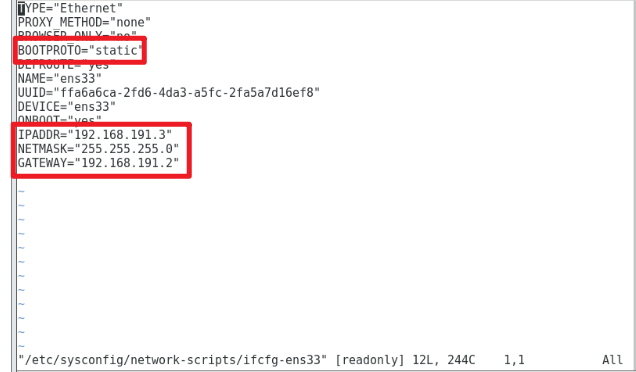 TYPE="Ethernet"
PROXY_METHOD="none"
BROWSER_ONLY="no"
BOOTPROTO="static"
DEFROUTE="yes"
NAME="ens33"
UUID="ffa6a6ca-2fd6-4da3-a5fc-2fa5a7d16ef8"
DEVICE="ens33"
ONBOOT="yes"
IPADDR="192.168.191.3"
NETMASK="255.255.255.0"
GATEWAY="192.168.191.2"
~
~
~
~
~
~
~
~
~
~
~
~
"/etc/sysconfig/network-scripts/ifcfg-ens33" [readonly] 12L, 244C 1,1 All